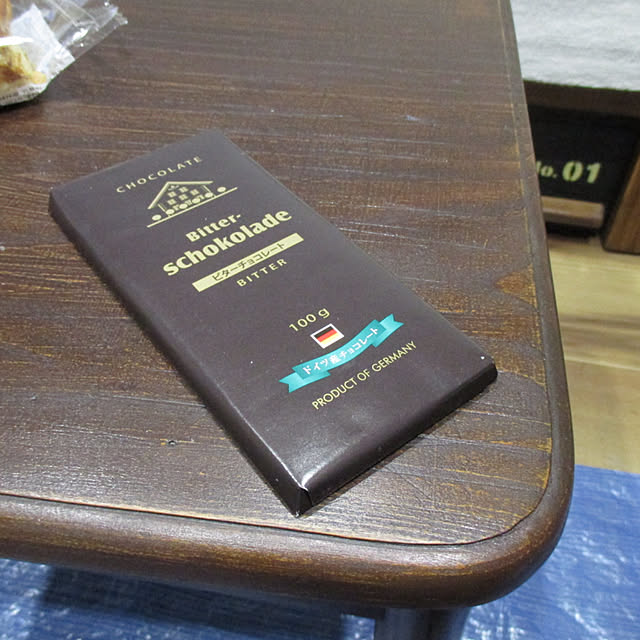 CHOCOLATE
Bitter-
schokolade
ビターチョコレート
BITTER
100 g
ドイツ産チョコレート
PRODUCT OF GERMANY
No. 01